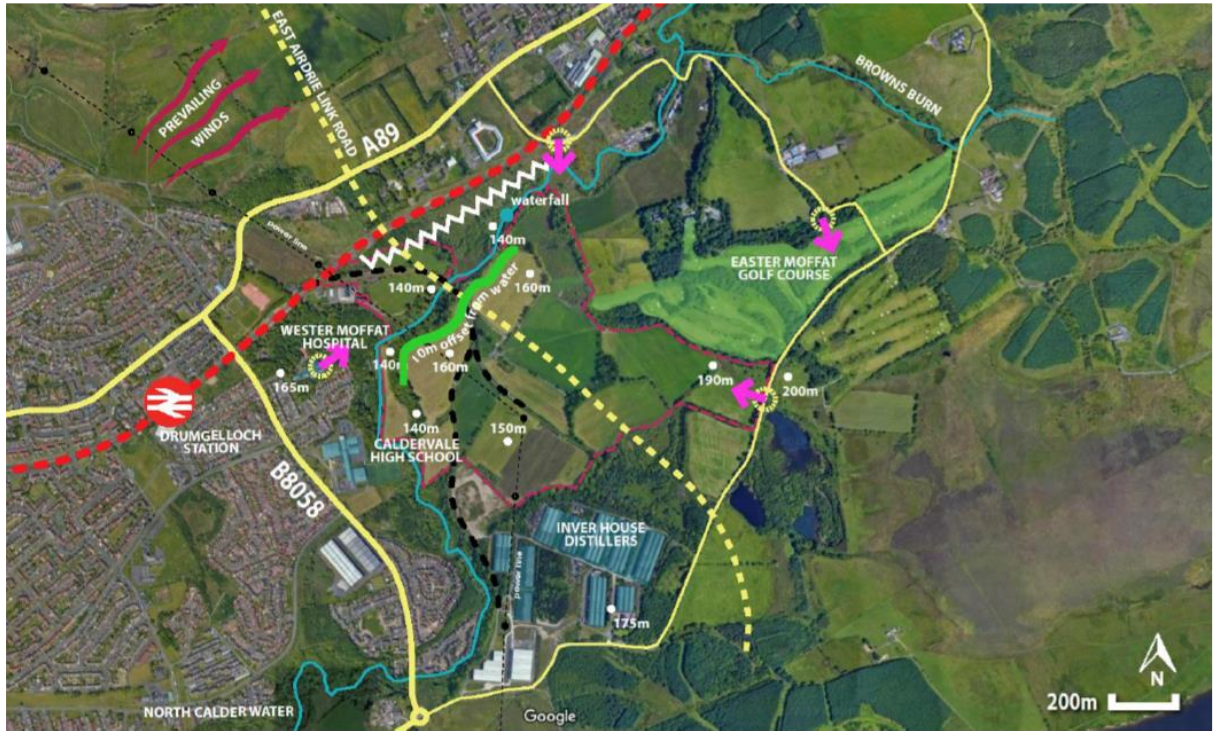 EAST AIRDRIE LINK ROAD
PREVAILING
WINDS
A89
BROWNS BURN
power line
waterfall
140m
EASTER MOFFAT
GOLF COURSE
140m
160m
10m offset from water
WESTER MOFFAT
HOSPITAL
140m
160m
165m
190m
200m
DRUMGELLOCH
STATION
140m
150m
CALDERVALE
HIGH SCHOOL
B8058
INVER HOUSE
DISTILLERS
power line
175m
NORTH CALDER WATER
Google
200m
N